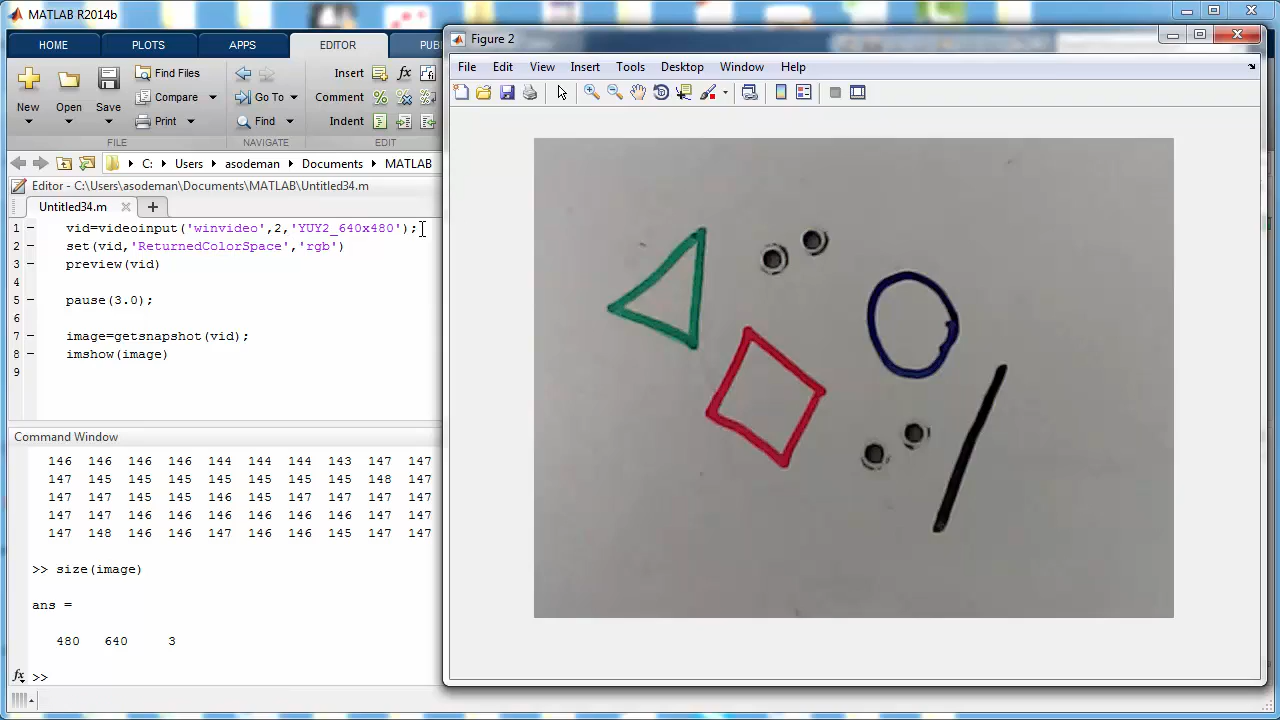 MATLAB R2014b
HOME PLOTS APPS EDITOR PUB
Find Files Insert fx
New Open Save Compare Go To Comment
Print Find Indent
FILE NAVIGATE EDIT
C: Users asodeman Documents MATLAB
Editor - C:\Users\asodeman\Documents\MATLAB\Untitled34.m
Untitled34.m
1 vid=videoinput('winvideo',2,'YUY2_640x480');
2 set(vid,'ReturnedColorSpace','rgb')
3 preview(vid)
4
5 pause(3.0);
6
7 image=getsnapshot(vid);
8 imshow(image)
9
Command Window
146 146 146 146 144 144 144 143 147 147
147 145 145 145 145 145 145 145 148 147
147 147 145 145 146 145 145 147 147 147
147 147 146 146 145 146 146 147 147 147
147 148 146 146 147 146 146 145 147 147
>> size(image)
ans =
480 640 3
fx >>
Figure 2
File Edit View Insert Tools Desktop Window Help